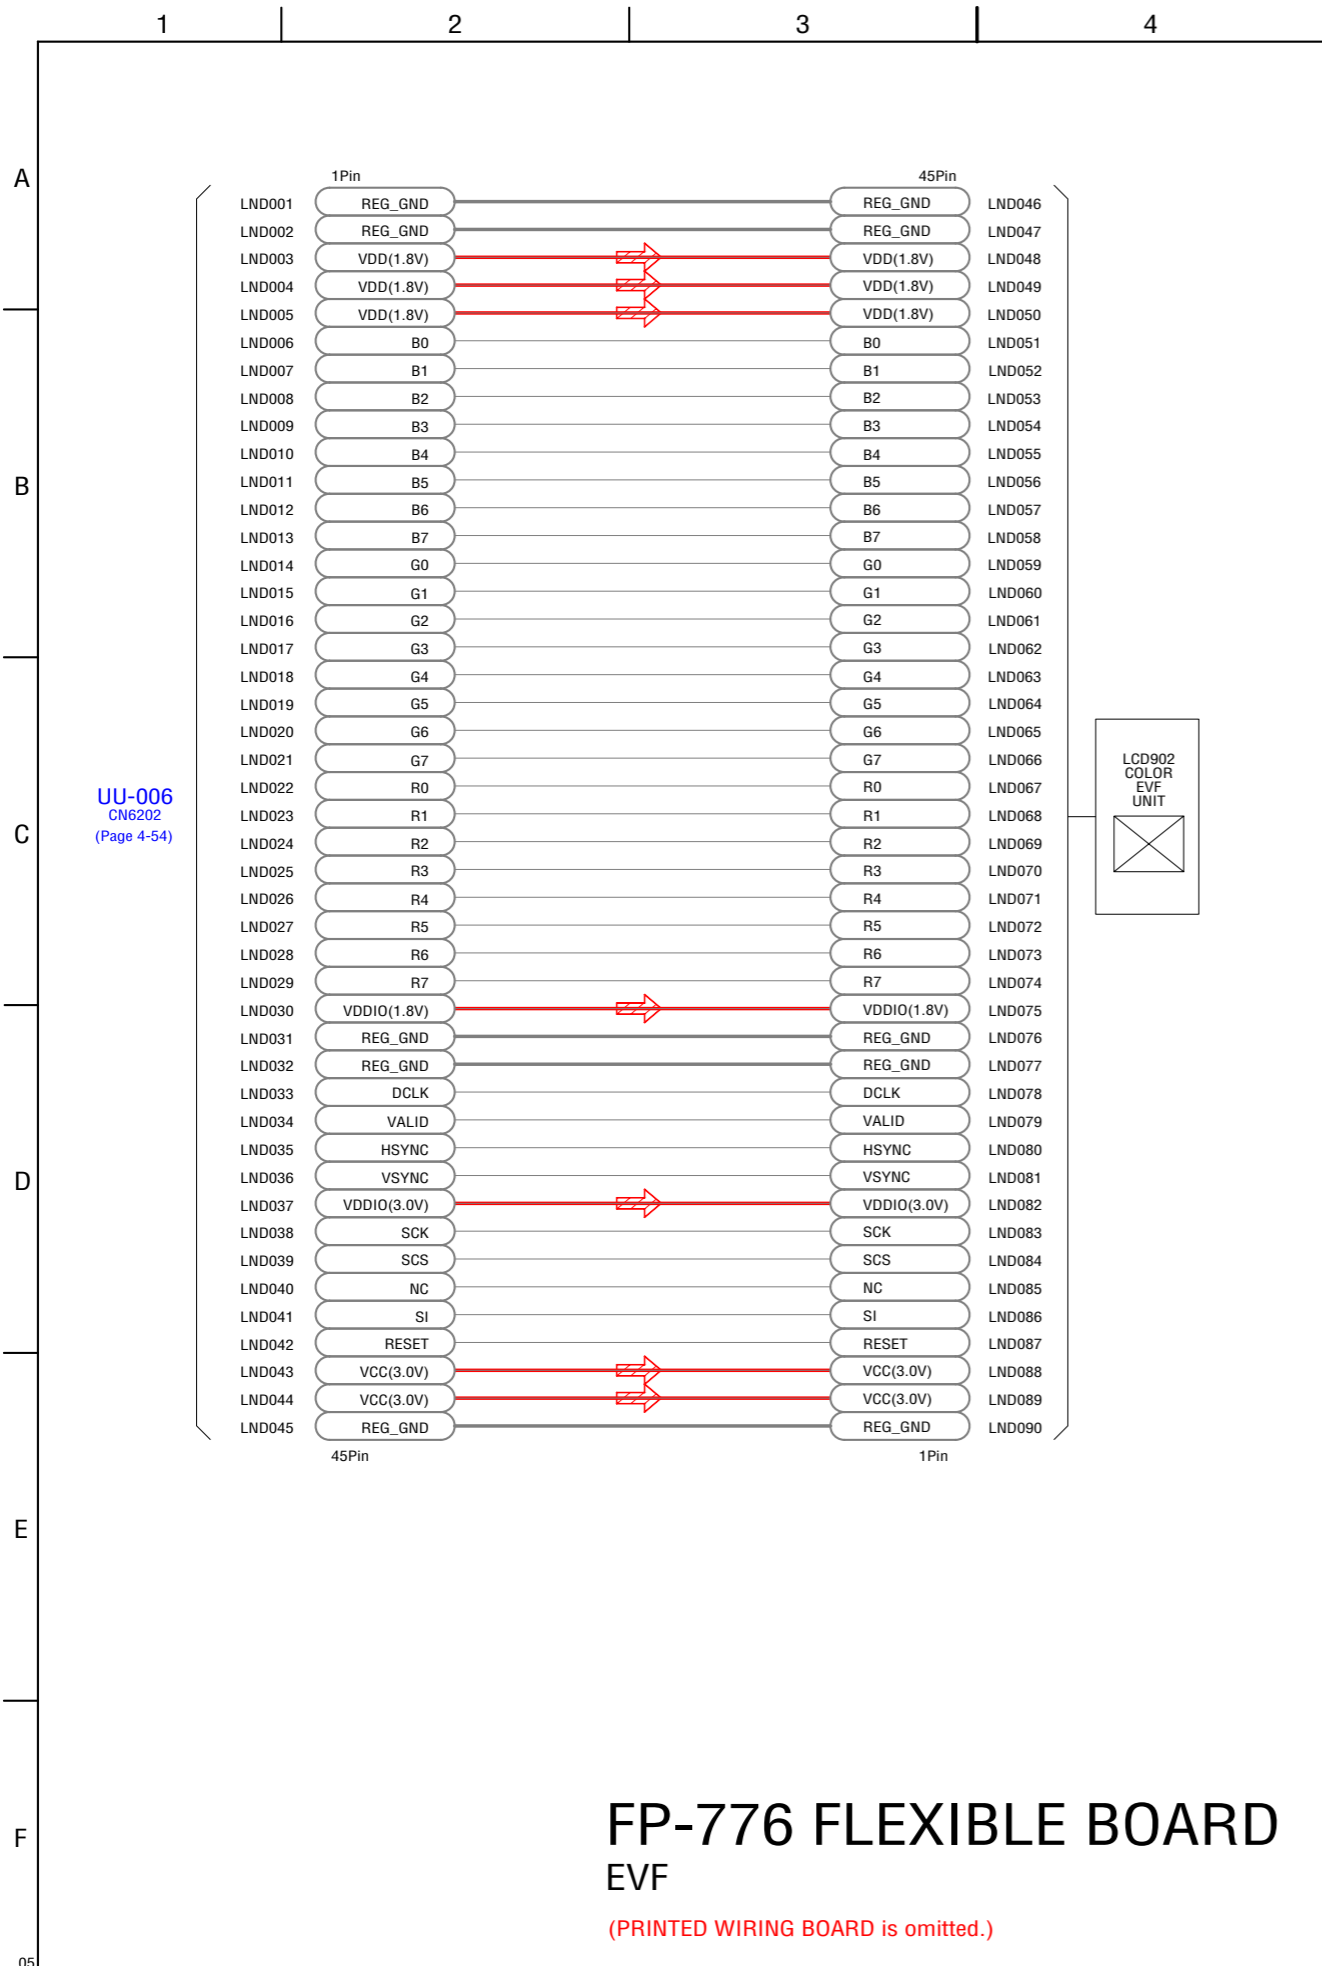 1 2 3 4
A
1Pin 45Pin
LND001 REG_GND REG_GND LND046
LND002 REG_GND REG_GND LND047
LND003 VDD(1.8V) VDD(1.8V) LND048
LND004 VDD(1.8V) VDD(1.8V) LND049
LND005 VDD(1.8V) VDD(1.8V) LND050
LND006 B0 B0 LND051
LND007 B1 B1 LND052
LND008 B2 B2 LND053
LND009 B3 B3 LND054
LND010 B4 B4 LND055
B LND011 B5 B5 LND056
LND012 B6 B6 LND057
LND013 B7 B7 LND058
LND014 G0 G0 LND059
LND015 G1 G1 LND060
LND016 G2 G2 LND061
LND017 G3 G3 LND062
LND018 G4 G4 LND063
LND019 G5 G5 LND064
LND020 G6 G6 LND065
LND021 G7 G7 LND066
LND022 R0 R0 LND067
LND023 R1 R1 LND068
LND024 R2 R2 LND069
LND025 R3 R3 LND070
LND026 R4 R4 LND071
LND027 R5 R5 LND072
LND028 R6 R6 LND073
LND029 R7 R7 LND074
LND030 VDDIO(1.8V) VDDIO(1.8V) LND075
LND031 REG_GND REG_GND LND076
LND032 REG_GND REG_GND LND077
LND033 DCLK DCLK LND078
LND034 VALID VALID LND079
LND035 HSYNC HSYNC LND080
LND036 VSYNC VSYNC LND081
LND037 VDDIO(3.0V) VDDIO(3.0V) LND082
LND038 SCK SCK LND083
LND039 SCS SCS LND084
LND040 NC NC LND085
LND041 SI SI LND086
LND042 RESET RESET LND087
LND043 VCC(3.0V) VCC(3.0V) LND088
LND044 VCC(3.0V) VCC(3.0V) LND089
LND045 REG_GND REG_GND LND090
45Pin 1Pin
UU-006
CN6202
(Page 4-54)
LCD902
COLOR
EVF
UNIT
C
D
E
F
FP-776 FLEXIBLE BOARD
EVF
(PRINTED WIRING BOARD is omitted.)
05